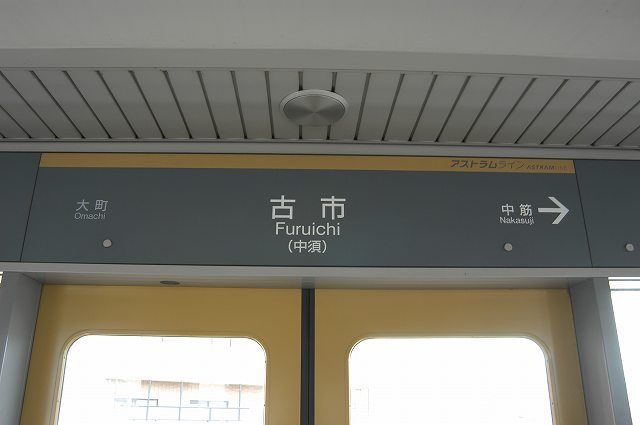 アストラムライン ASTRAMLINE
大町
Omachi
古市
Furuichi
(中須)
中筋
Nakasuji